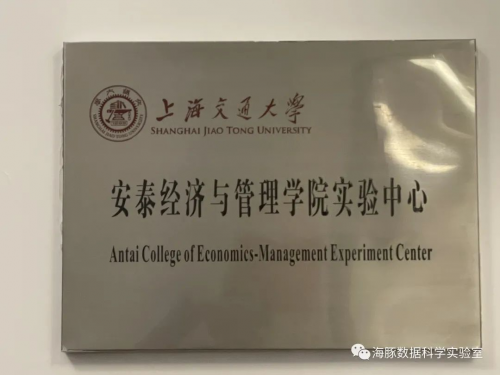 上海交通大學
SHANGHAI JIAO TONG UNIVERSITY
安泰经济与管理学院实验中心
Antai College of Economics-Management Experiment Center
海豚数据科学实验室